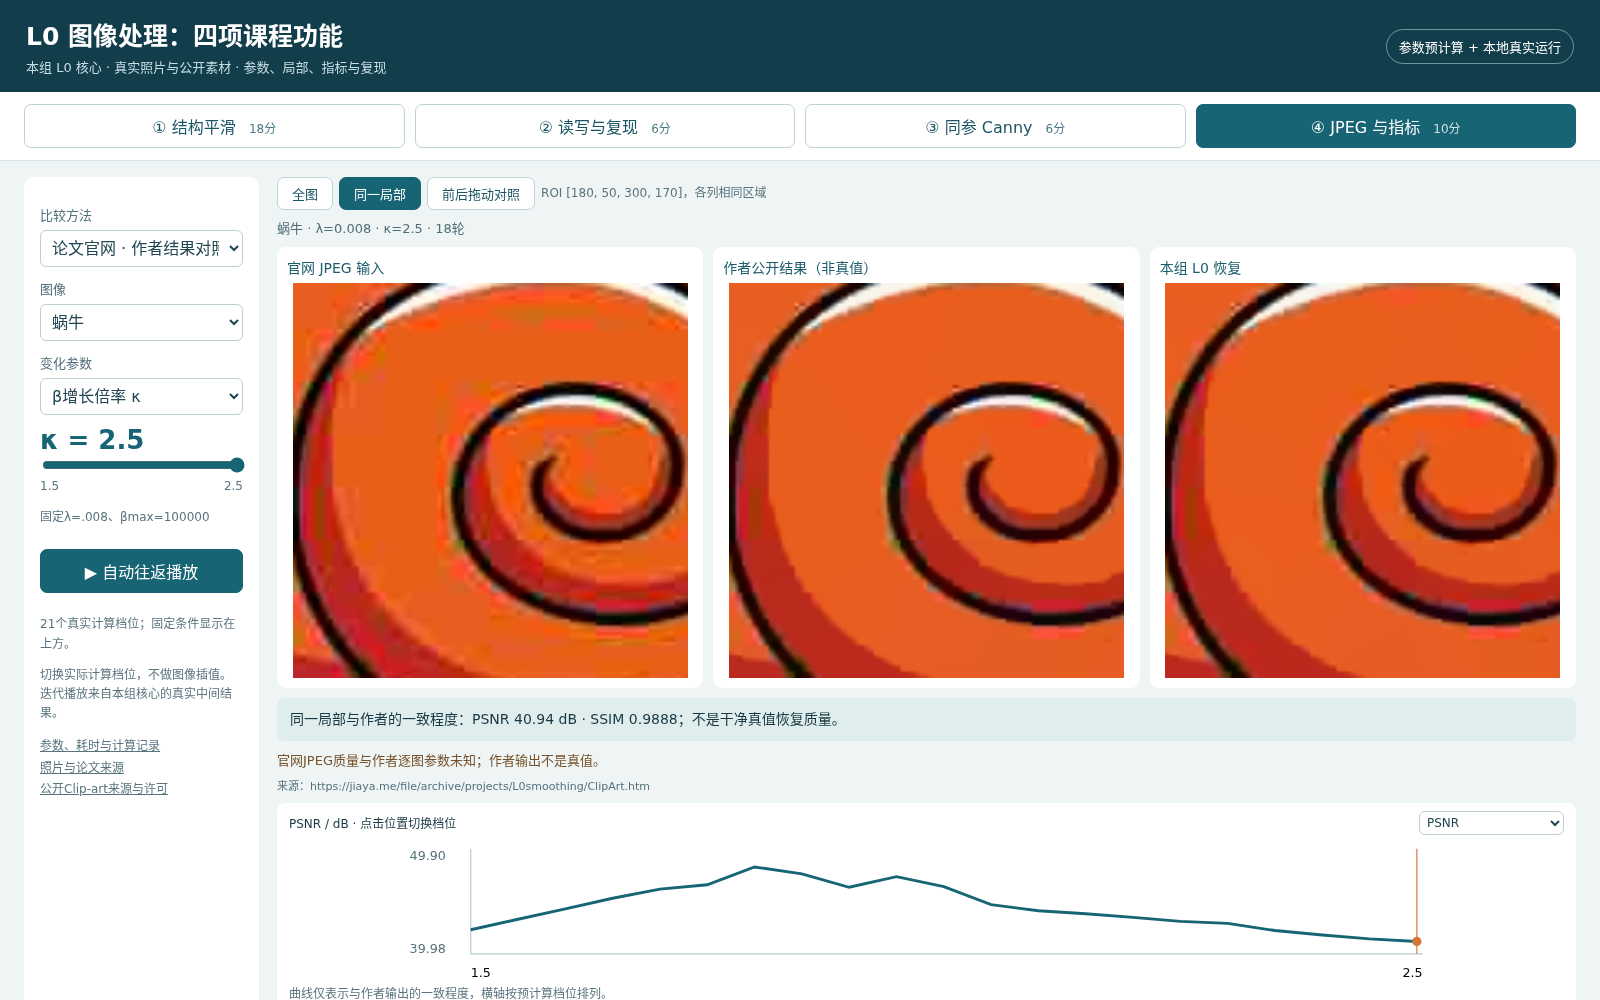 L0 图像处理：四项课程功能
本组 L0 核心 · 真实照片与公开素材 · 参数、局部、指标与复现
参数预计算 + 本地真实运行
① 结构平滑 18分
② 读写与复现 6分
③ 同参 Canny 6分
④ JPEG 与指标 10分
比较方法
论文官网 · 作者结果对照
图像
蜗牛
变化参数
β增长倍率 κ
κ = 2.5
1.5 2.5
固定λ=.008、βmax=100000
▶ 自动往返播放
21个真实计算档位；固定条件显示在
上方。
切换实际计算档位，不做图像插值。
迭代播放来自本组核心的真实中间结
果。
参数、耗时与计算记录
照片与论文来源
公开Clip-art来源与许可
全图
同一局部
前后拖动对照
ROI [180, 50, 300, 170]，各列相同区域
蜗牛 · λ=0.008 · κ=2.5 · 18轮
官网 JPEG 输入
作者公开结果（非真值）
本组 L0 恢复
同一局部与作者的一致程度：PSNR 40.94 dB · SSIM 0.9888；不是干净真值恢复质量。
官网JPEG质量与作者逐图参数未知；作者输出不是真值。
来源：https://jiaya.me/file/archive/projects/L0smoothing/ClipArt.htm
PSNR / dB · 点击位置切换档位
PSNR
49.90
39.98
1.5 2.5
曲线仅表示与作者输出的一致程度，横轴按预计算档位排列。